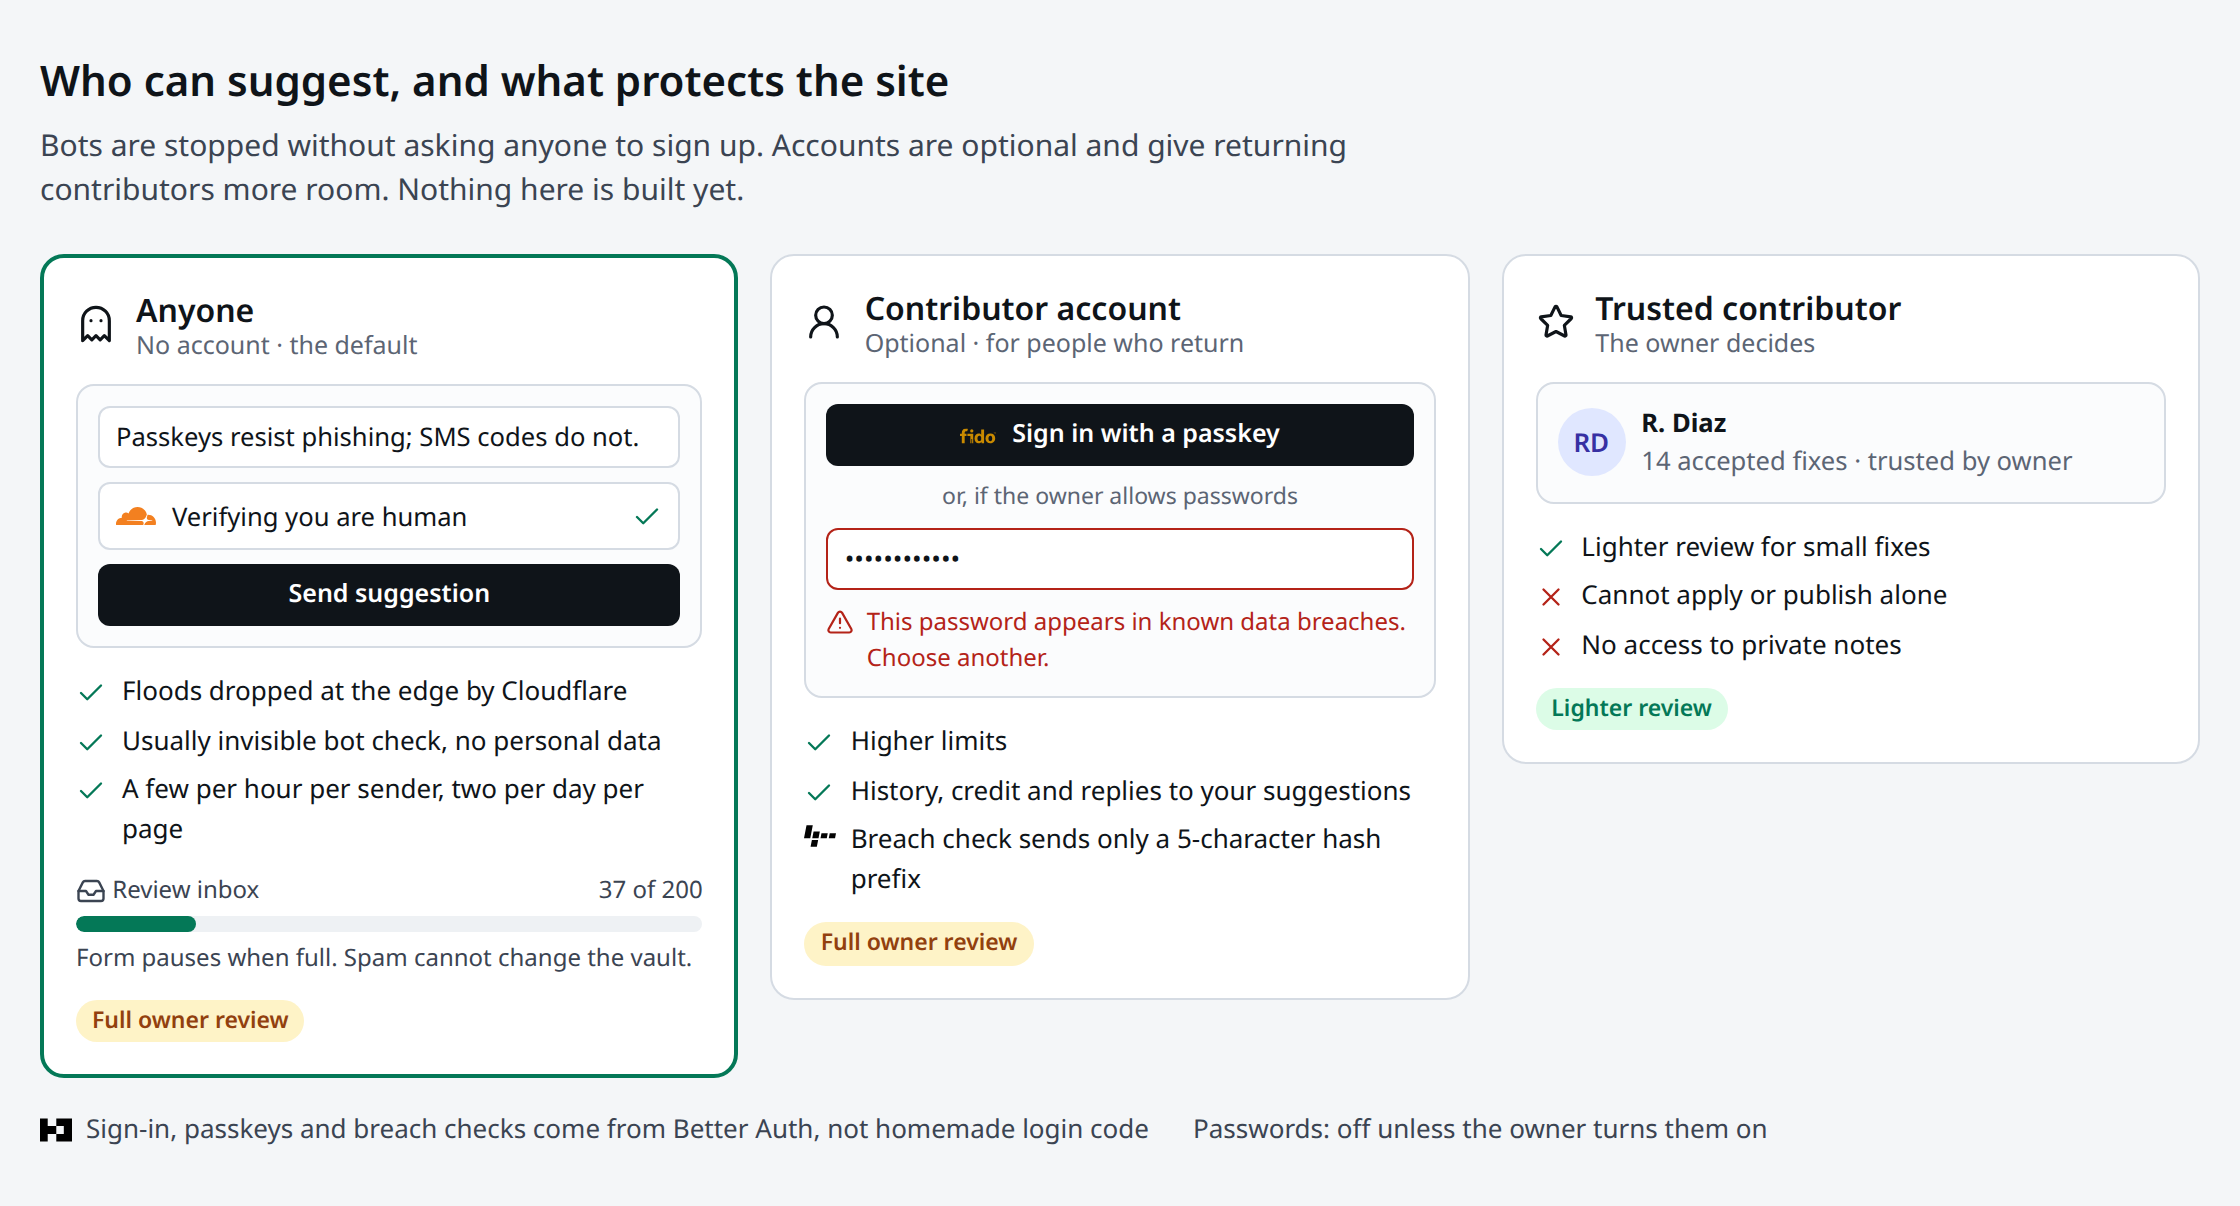 Who can suggest, and what protects the site
Bots are stopped without asking anyone to sign up. Accounts are optional and give returning
contributors more room. Nothing here is built yet.
Anyone
No account · the default
Passkeys resist phishing; SMS codes do not.
Verifying you are human
Send suggestion
Floods dropped at the edge by Cloudflare
Usually invisible bot check, no personal data
A few per hour per sender, two per day per
page
Review inbox
37 of 200
Form pauses when full. Spam cannot change the vault.
Full owner review
Contributor account
Optional · for people who return
fido Sign in with a passkey
or, if the owner allows passwords
••••••••••••
This password appears in known data breaches.
Choose another.
Higher limits
History, credit and replies to your suggestions
Breach check sends only a 5-character hash
prefix
Full owner review
Trusted contributor
The owner decides
RD
R. Diaz
14 accepted fixes · trusted by owner
Lighter review for small fixes
Cannot apply or publish alone
No access to private notes
Lighter review
Sign-in, passkeys and breach checks come from Better Auth, not homemade login code
Passwords: off unless the owner turns them on